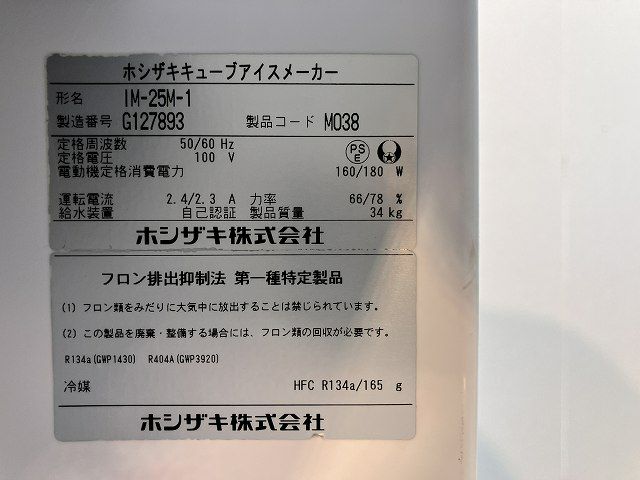 ホシザキキューブアイスメーカー
形名 IM-25M-1
製造番号 G127893 製品コード M038
定格周波数 50/60 Hz
定格電圧 100 V
PS E
電動機定格消費電力 160/180 W
運転電流 2.4/2.3 A 力率 66/78 %
給水装置 自己認証 製品質量 34 kg
ホシザキ株式会社
フロン排出抑制法 第一種特定製品
(1) フロン類をみだりに大気中に放出することは禁じられています。
(2) この製品を廃棄・整備する場合には、フロン類の回収が必要です。
R134a(GWP1430) R404A(GWP3920)
冷媒 HFC R134a/165 g
ホシザキ株式会社